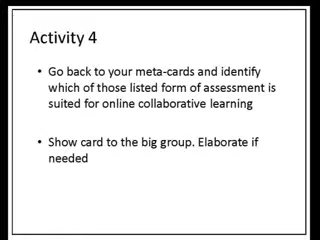 Activity 4
• Go back to your meta-cards and identify
which of those listed form of assessment is
suited for online collaborative learning
• Show card to the big group. Elaborate if
needed